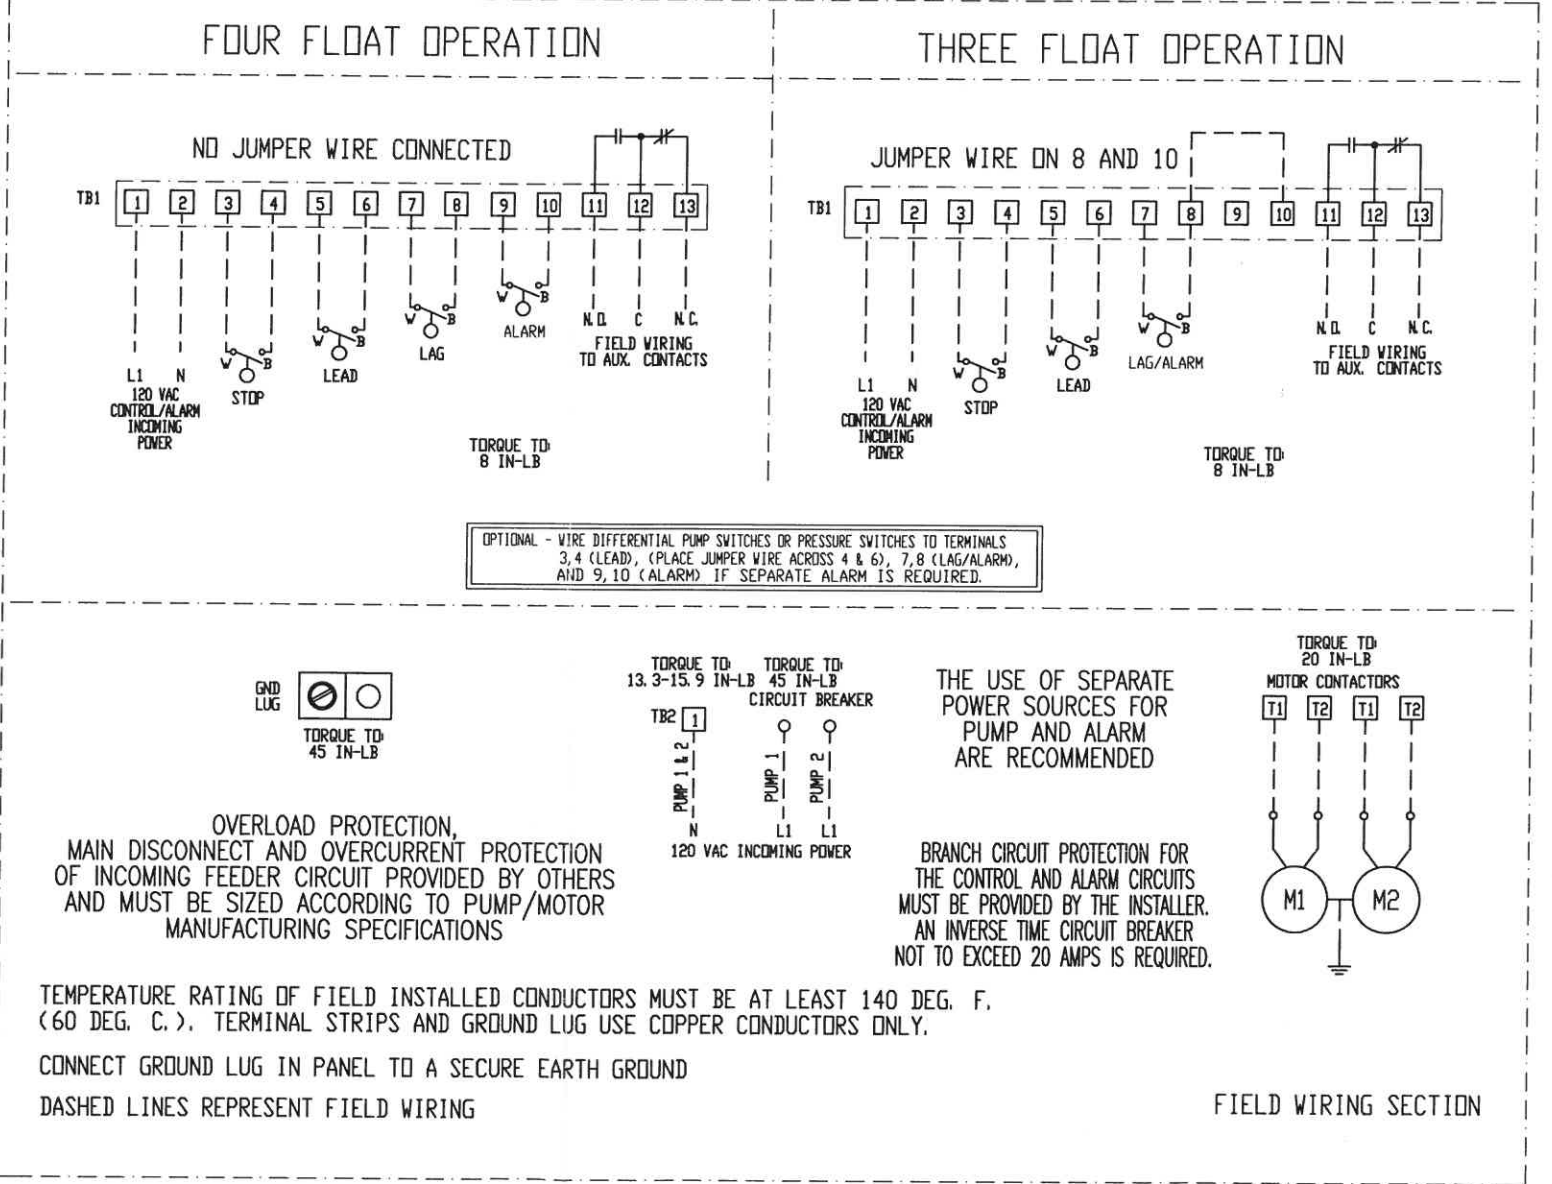 FOUR FLOAT OPERATION
NO JUMPER WIRE CONNECTED
TB1 1 2 3 4 5 6 7 8 9 10 11 12 13
W B
STOP
W B
LEAD
W B
LAG
W B
ALARM
N.O. C N.C.
FIELD WIRING
TO AUX. CONTACTS
L1 N
120 VAC
CONTROL/ALARM
INCOMING
POWER
TORQUE TO:
8 IN-LB
THREE FLOAT OPERATION
JUMPER WIRE ON 8 AND 10
TB1 1 2 3 4 5 6 7 8 9 10 11 12 13
W B
STOP
W B
LEAD
W B
LAG/ALARM
N.O. C N.C.
FIELD WIRING
TO AUX. CONTACTS
L1 N
120 VAC
CONTROL/ALARM
INCOMING
POWER
TORQUE TO:
8 IN-LB
OPTIONAL - WIRE DIFFERENTIAL PUMP SWITCHES OR PRESSURE SWITCHES TO TERMINALS
3,4 (LEAD), (PLACE JUMPER WIRE ACROSS 4 & 6), 7,8 (LAG/ALARM),
AND 9,10 (ALARM) IF SEPARATE ALARM IS REQUIRED.
GND
LUG
TORQUE TO:
45 IN-LB
OVERLOAD PROTECTION,
MAIN DISCONNECT AND OVERCURRENT PROTECTION
OF INCOMING FEEDER CIRCUIT PROVIDED BY OTHERS
AND MUST BE SIZED ACCORDING TO PUMP/MOTOR
MANUFACTURING SPECIFICATIONS
TORQUE TO:
13.3-15.9 IN-LB
TB2 1
PUMP 1 & 2
N
TORQUE TO:
45 IN-LB
CIRCUIT BREAKER
PUMP 1
PUMP 2
L1 L1
120 VAC INCOMING POWER
THE USE OF SEPARATE
POWER SOURCES FOR
PUMP AND ALARM
ARE RECOMMENDED
BRANCH CIRCUIT PROTECTION FOR
THE CONTROL AND ALARM CIRCUITS
MUST BE PROVIDED BY THE INSTALLER.
AN INVERSE TIME CIRCUIT BREAKER
NOT TO EXCEED 20 AMPS IS REQUIRED.
TORQUE TO:
20 IN-LB
MOTOR CONTACTORS
T1 T2 T1 T2
M1 M2
TEMPERATURE RATING OF FIELD INSTALLED CONDUCTORS MUST BE AT LEAST 140 DEG. F.
(60 DEG. C.). TERMINAL STRIPS AND GROUND LUG USE COPPER CONDUCTORS ONLY.
CONNECT GROUND LUG IN PANEL TO A SECURE EARTH GROUND
DASHED LINES REPRESENT FIELD WIRING
FIELD WIRING SECTION